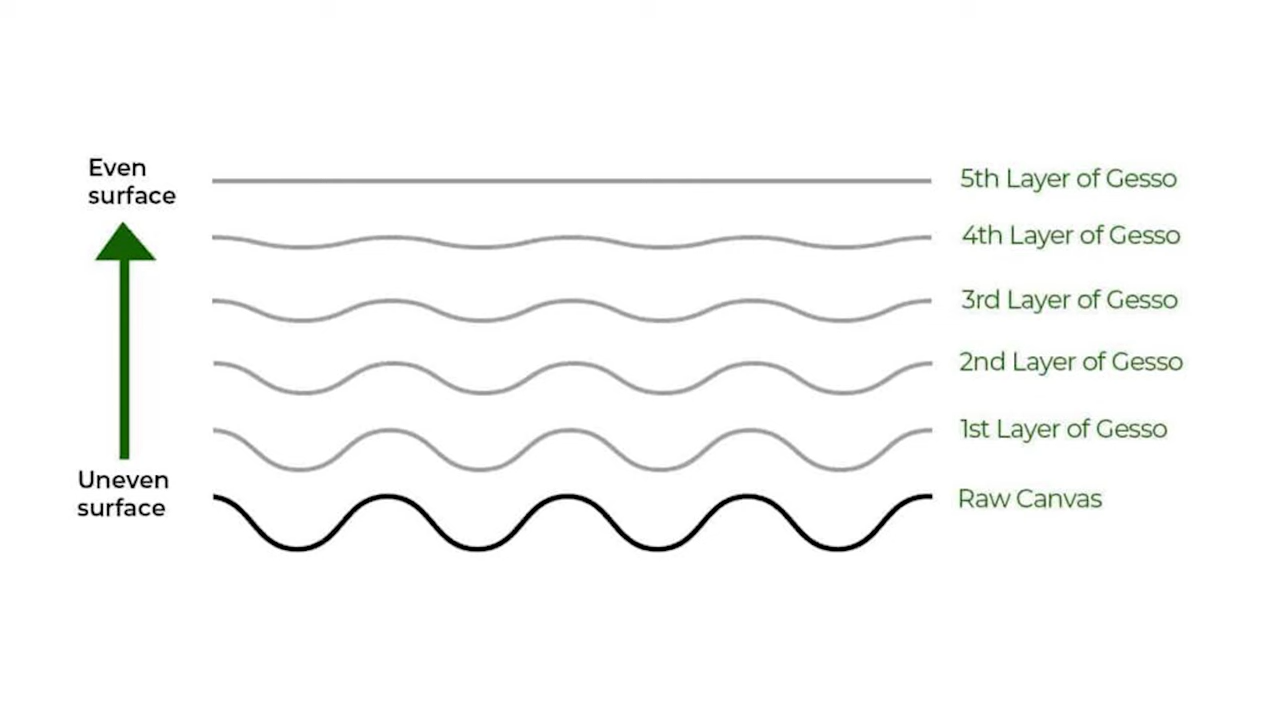 Even
surface
5th Layer of Gesso
4th Layer of Gesso
3rd Layer of Gesso
2nd Layer of Gesso
1st Layer of Gesso
Uneven
surface
Raw Canvas